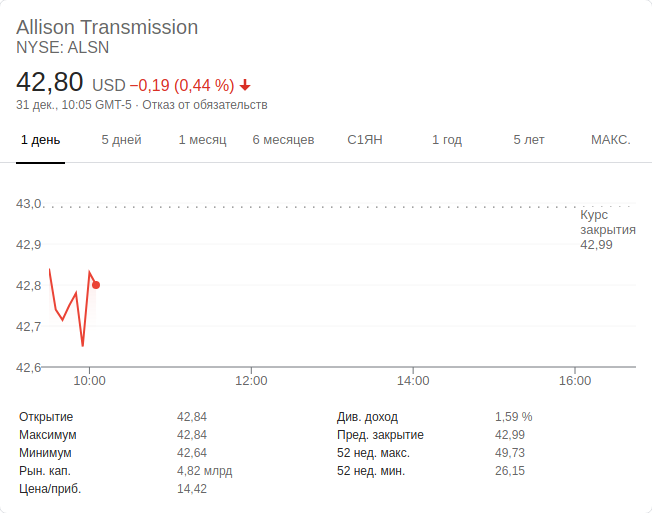 Allison Transmission
NYSE: ALSN
42,80 USD −0,19 (0,44 %)
31 дек., 10:05 GMT-5 · Отказ от обязательств
1 день 5 дней 1 месяц 6 месяцев С1ЯН 1 год 5 лет МАКС.
43,0
Курс
закрытия
42,9 42,99
42,8
42,7
42,6
10:00 12:00 14:00 16:00
Открытие 42,84 Див. доход 1,59 %
Максимум 42,84 Пред. закрытие 42,99
Минимум 42,64 52 нед. макс. 49,73
Рын. кап. 4,82 млрд 52 нед. мин. 26,15
Цена/приб. 14,42